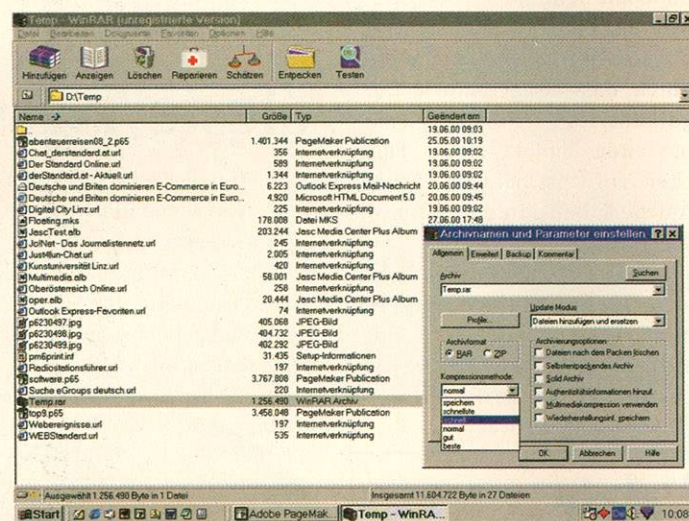 Temp - WinRAR (unregistrierte Version)
Datei Bearbeiten Dokumente Favoriten Optionen Hilfe
Hinzufügen Anzeigen Löschen Reparieren Schätzen Entpacken Testen
D:\Temp
Name Größe Typ Geändert am
.. 19.06.00 09:03
abenteuerreisen08_2.p65 1.401.344 PageMaker Publication 25.05.00 10:19
Chat_derstandard.at.url 356 Internetverknüpfung 19.06.00 09:02
Der Standard Online.url 589 Internetverknüpfung 19.06.00 09:02
derStandard.at - Aktuell.url 1.344 Internetverknüpfung 19.06.00 09:02
Deutsche und Briten dominieren E-Commerce in Euro... 6.223 Outlook Express Mail-Nachricht 20.06.00 09:44
Deutsche und Briten dominieren E-Commerce in Euro... 4.920 Microsoft HTML Document 5.0 20.06.00 09:45
Digital City Linz.url 225 Internetverknüpfung 19.06.00 09:02
Floating.mks 178.008 Datei MKS 27.06.00 17:48
JascTest.alb 203.244 Jasc Media Center Plus Album
JoiNet - Das Journalistennetz.url 245 Internetverknüpfung
Just4fun-Chat.url 2.005 Internetverknüpfung
Kunstuniversität Linz.url 420 Internetverknüpfung
Multimedia.alb 58.001 Jasc Media Center Plus Album
Oberösterreich Online.url 258 Internetverknüpfung
oper.alb 20.444 Jasc Media Center Plus Album
Outlook Express-Favoriten.url 74 Internetverknüpfung
p6230497.jpg 405.068 JPEG-Bild
p6230498.jpg 404.732 JPEG-Bild
p6230499.jpg 402.292 JPEG-Bild
pm6print.inf 31.435 Setup-Informationen
Radiostationsführer.url 197 Internetverknüpfung
software.p65 3.767.808 PageMaker Publication
Suche eGroups deutsch.url 220 Internetverknüpfung
Temp.rar 1.256.490 WinRAR Archiv
top9.p65 3.458.048 PageMaker Publication
Webereignisse.url 197 Internetverknüpfung
WEBStandard.url 535 Internetverknüpfung
Archivnamen und Parameter einstellen
Allgemein Erweitert Backup Kommentar
Archiv Suchen
Temp.rar
Profile... Update Modus
Dateien hinzufügen und ersetzen
Archivformat
RAR ZIP
Kompressionsmethode:
normal
speichern
schnellste
schnell
normal
gut
beste
Archivierungsoptionen
Dateien nach dem Packen löschen
Selbstentpackendes Archiv
Solid Archiv
Authentizitätsinformationen hinzuf.
Multimediakompression verwenden
Wiederherstellungsinf. speichern
OK Abbrechen Hilfe
Ausgewählt 1.256.490 Byte in 1 Datei Insgesamt 11.604.722 Byte in 27 Dateien
Start Adobe PageMak... Temp - WinRA... 10:08